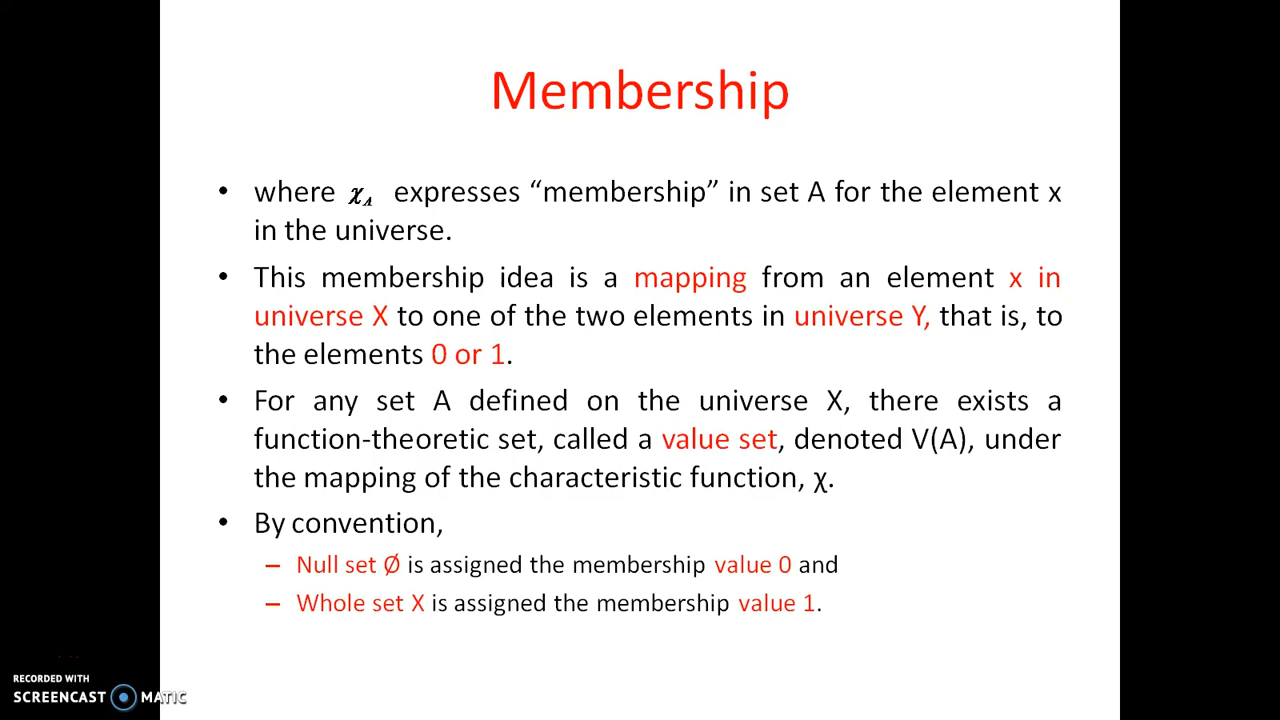 Membership
• where χA expresses “membership” in set A for the element x
in the universe.
• This membership idea is a mapping from an element x in
universe X to one of the two elements in universe Y, that is, to
the elements 0 or 1.
• For any set A defined on the universe X, there exists a
function-theoretic set, called a value set, denoted V(A), under
the mapping of the characteristic function, χ.
• By convention,
– Null set Ø is assigned the membership value 0 and
– Whole set X is assigned the membership value 1.
RECORDED WITH
SCREENCAST MATIC